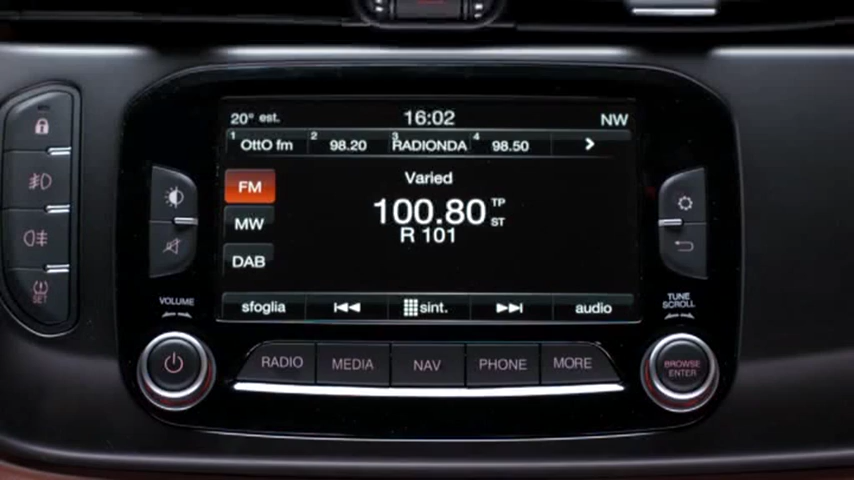 20° est. 16:02 NW
1 OttO fm 2 98.20 3 RADIONDA 4 98.50
Varied
FM
100.80 TP
ST
MW
R 101
DAB
sfoglia sint. audio
SET
VOLUME
TUNE
SCROLL
RADIO MEDIA NAV PHONE MORE
BROWSE
ENTER